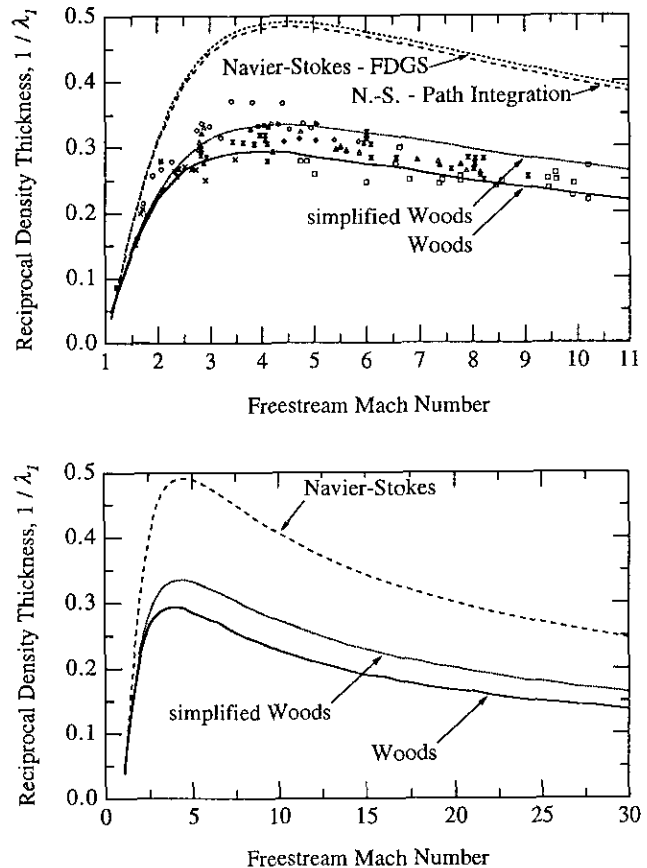 Reciprocal Density Thickness, 1 / λ1
0.5
0.4
0.3
0.2
0.1
0.0
Navier-Stokes - FDGS
N.-S. - Path Integration
simplified Woods
Woods
1 2 3 4 5 6 7 8 9 10 11
Freestream Mach Number
Reciprocal Density Thickness, 1 / λ1
0.5
0.4
0.3
0.2
0.1
0.0
Navier-Stokes
simplified Woods
Woods
0 5 10 15 20 25 30
Freestream Mach Number